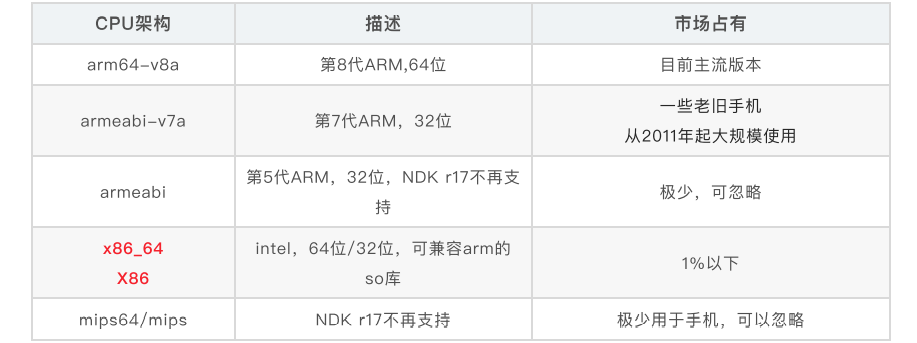 CPU架构 描述 市场占有
arm64-v8a 第8代ARM,64位 目前主流版本
armeabi-v7a 第7代ARM，32位 一些老旧手机
从2011年起大规模使用
armeabi 第5代ARM，32位，NDK r17不再支
持 极少，可忽略
x86_64
X86 intel，64位/32位，可兼容arm的
so库 1%以下
mips64/mips NDK r17不再支持 极少用于手机，可以忽略